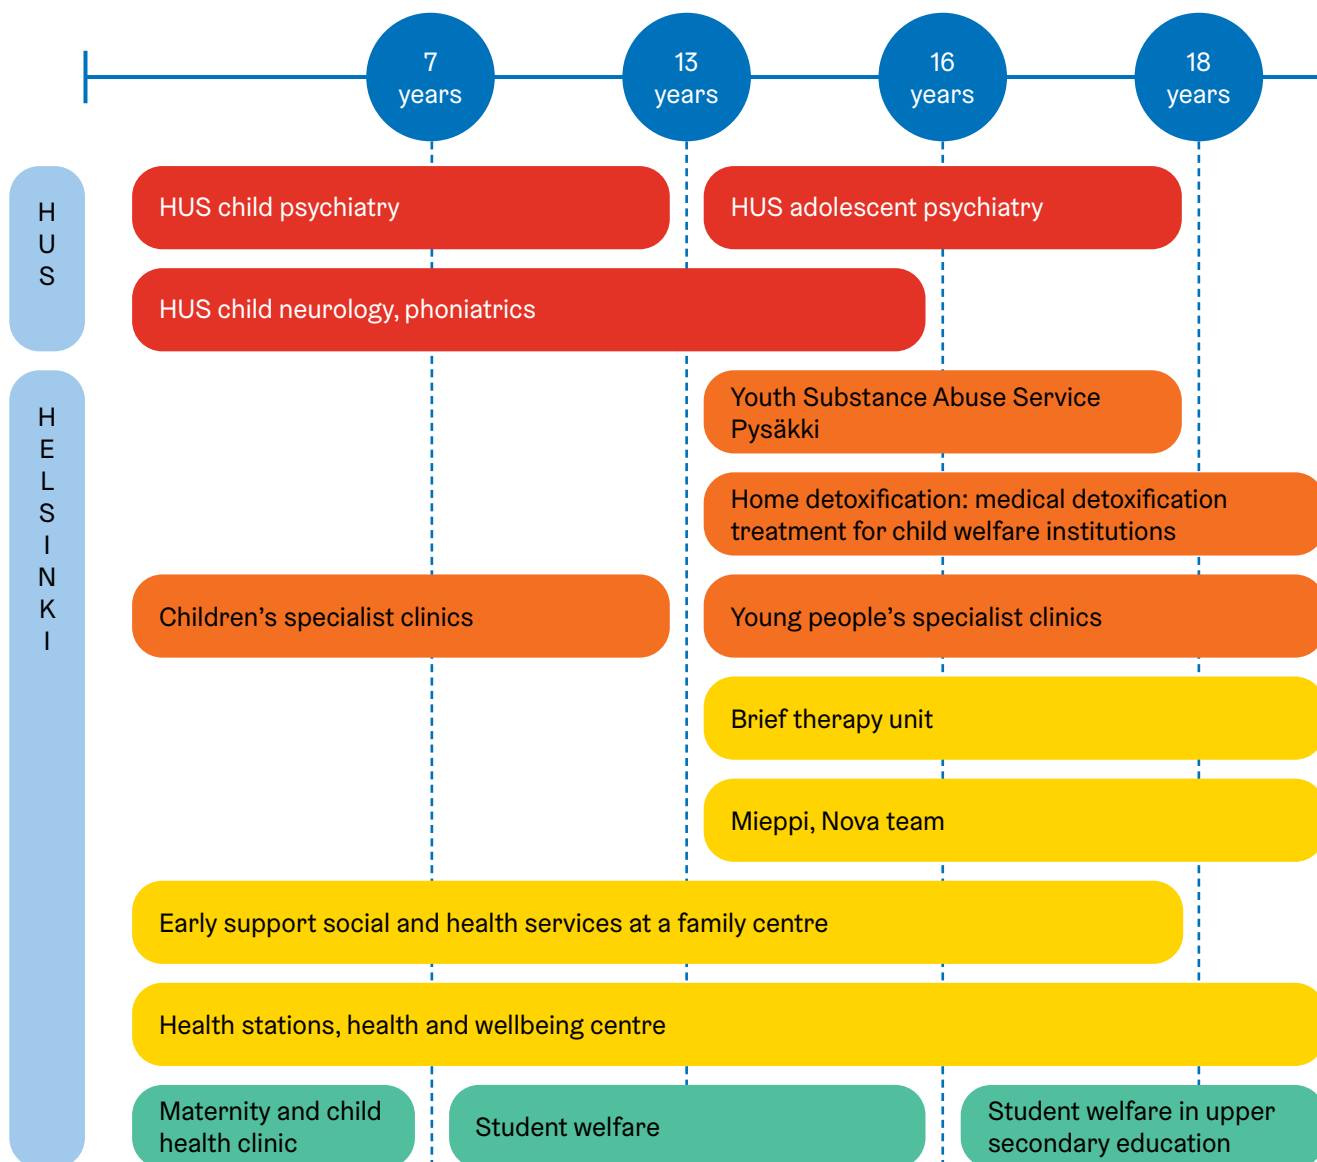 7
years
13
years
16
years
18
years
HUS
HUS child psychiatry
HUS adolescent psychiatry
HUS child neurology, phoniatrics
HELSINKI
Youth Substance Abuse Service
Pysäkki
Home detoxification: medical detoxification
treatment for child welfare institutions
Children’s specialist clinics
Young people’s specialist clinics
Brief therapy unit
Mieppi, Nova team
Early support social and health services at a family centre
Health stations, health and wellbeing centre
Maternity and child
health clinic
Student welfare
Student welfare in upper
secondary education